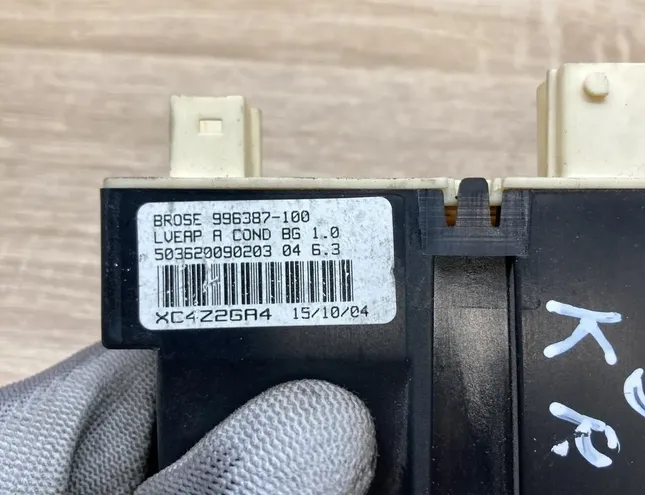 BROSE 996387-100
LVEAP A COND BG 1.0
503620090203 04 6.3
XC4Z2GA4 15/10/04
K
R